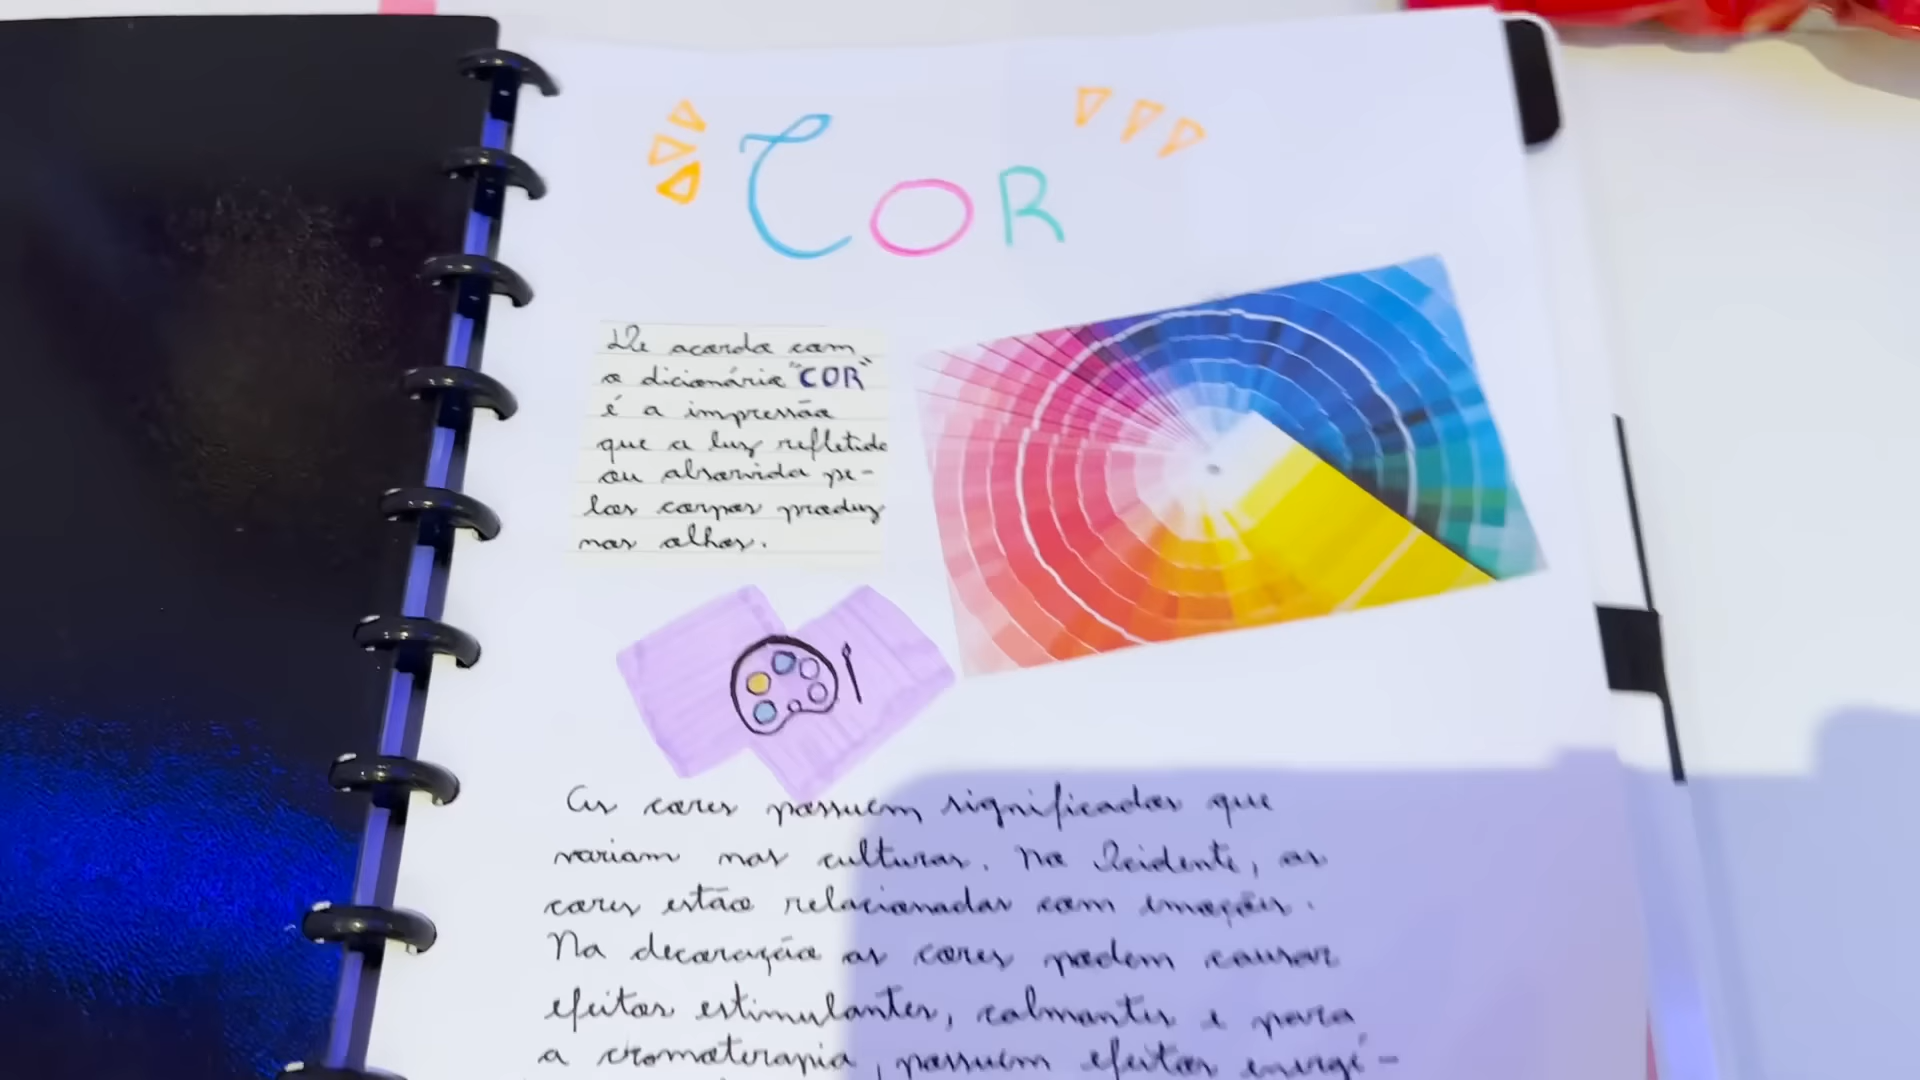 COR
De acordo com
o dicionário "COR"
é a impressão
que a luz refletida
ou absorvida pe-
los corpos produz
nos olhos.
As cores possuem significados que
variam nas culturas. No Ocidente, as
cores estão relacionadas com emoções.
Na decoração as cores podem causar
efeitos estimulantes, calmantes e para
a cromoterapia, possuem efeitos energé-